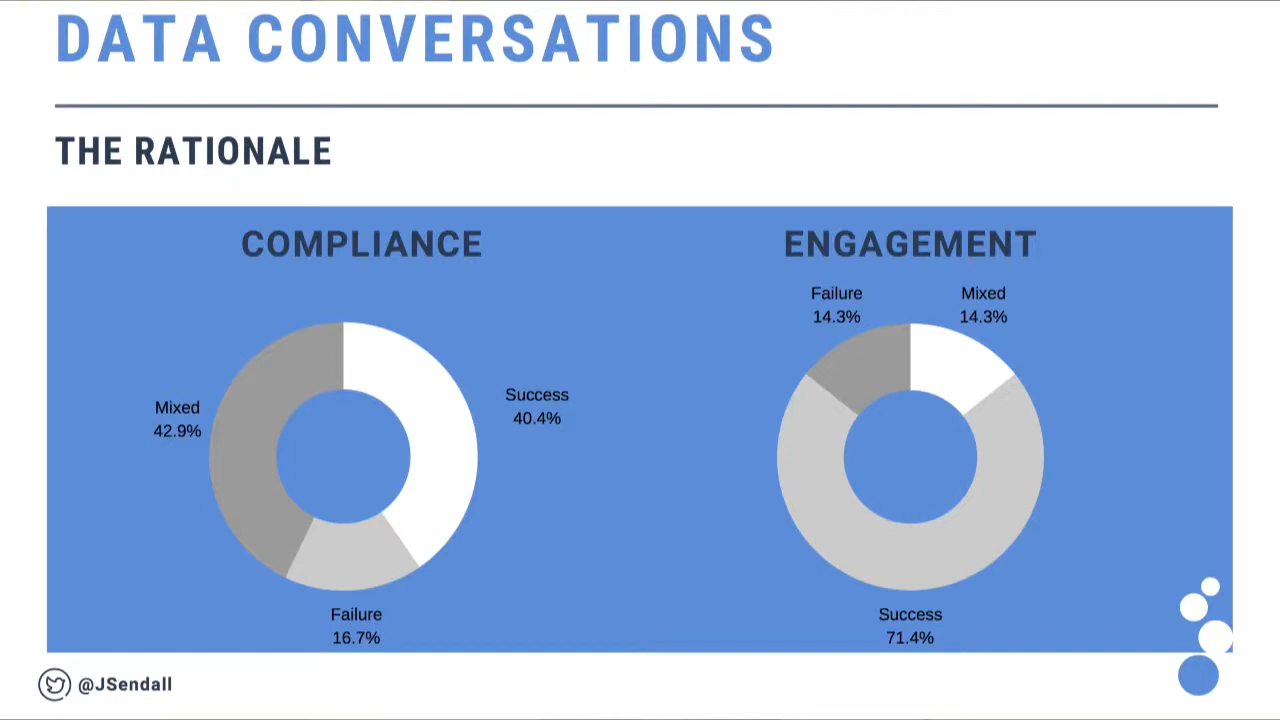 DATA CONVERSATIONS
THE RATIONALE
COMPLIANCE
Mixed
42.9%
Success
40.4%
Failure
16.7%
ENGAGEMENT
Failure
14.3%
Mixed
14.3%
Success
71.4%
@JSendall